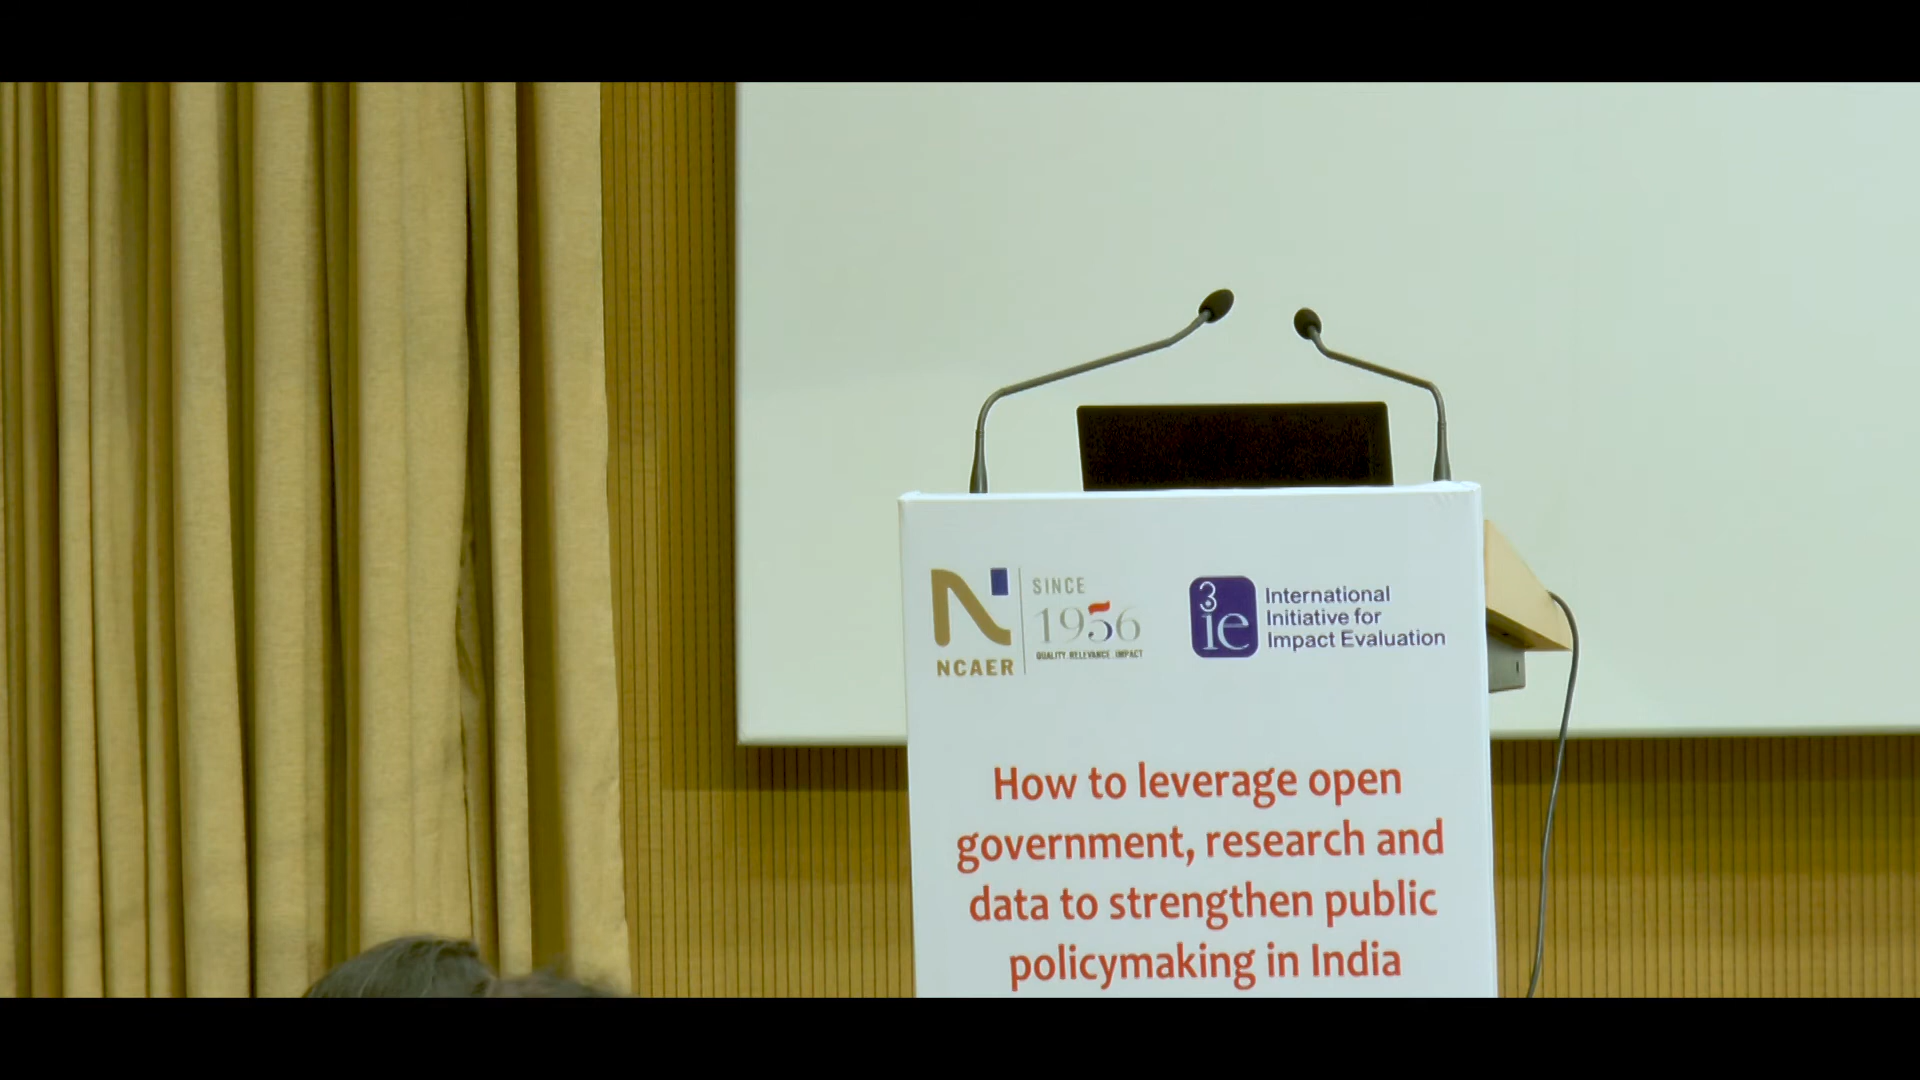 NCAER
SINCE
1956
QUALITY. RELEVANCE. IMPACT
3ie
International
Initiative for
Impact Evaluation
How to leverage open
government, research and
data to strengthen public
policymaking in India